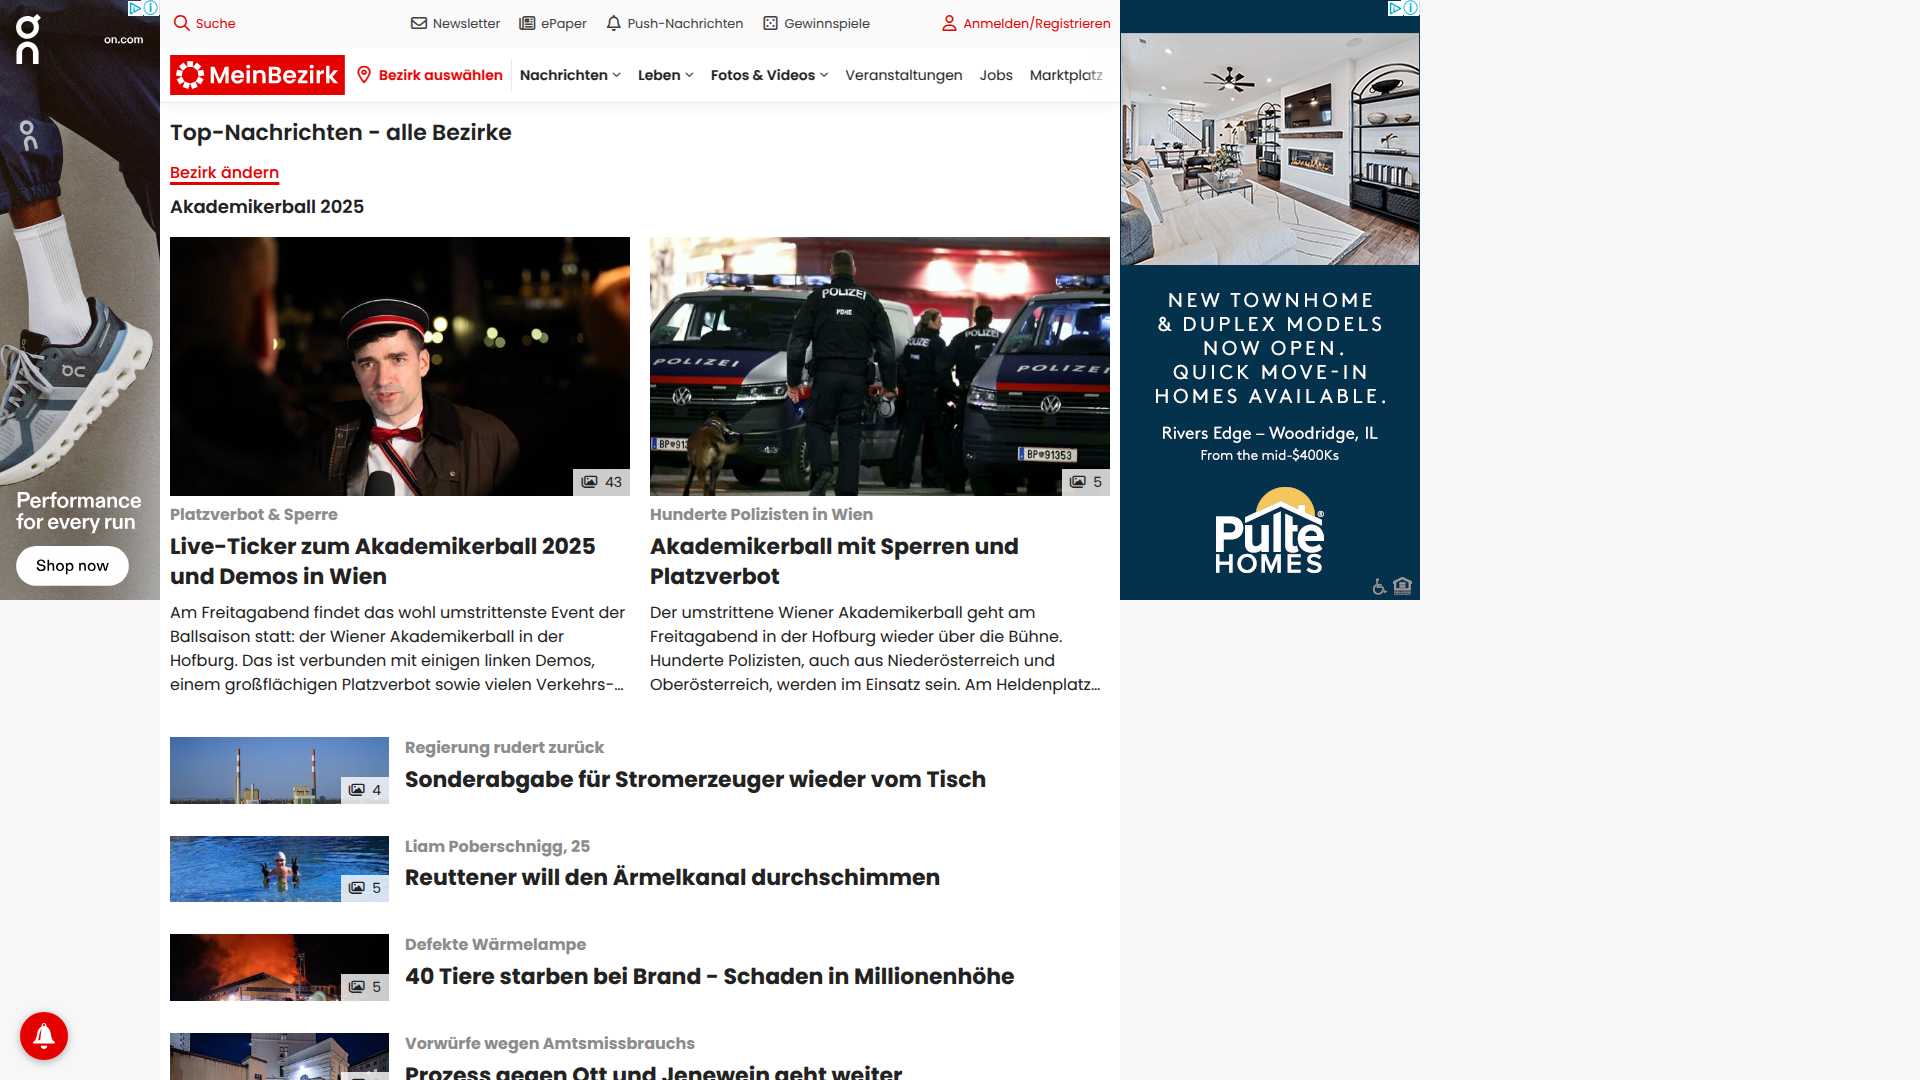 on.com
Performance
for every run
Shop now
Suche
Newsletter
ePaper
Push-Nachrichten
Gewinnspiele
Anmelden/Registrieren
MeinBezirk
Bezirk auswählen
Nachrichten
Leben
Fotos & Videos
Veranstaltungen
Jobs
Marktplatz
Top-Nachrichten - alle Bezirke
Bezirk ändern
Akademikerball 2025
43
Platzverbot & Sperre
Live-Ticker zum Akademikerball 2025
und Demos in Wien
Am Freitagabend findet das wohl umstrittenste Event der
Ballsaison statt: der Wiener Akademikerball in der
Hofburg. Das ist verbunden mit einigen linken Demos,
einem großflächigen Platzverbot sowie vielen Verkehrs-...
POLIZEI
POLIZEI
POLIZEI
POLIZEI
POLIZEI
BP 91353
5
Hunderte Polizisten in Wien
Akademikerball mit Sperren und
Platzverbot
Der umstrittene Wiener Akademikerball geht am
Freitagabend in der Hofburg wieder über die Bühne.
Hunderte Polizisten, auch aus Niederösterreich und
Oberösterreich, werden im Einsatz sein. Am Heldenplatz...
4
Regierung rudert zurück
Sonderabgabe für Stromerzeuger wieder vom Tisch
5
Liam Poberschnigg, 25
Reuttener will den Ärmelkanal durchschimmen
5
Defekte Wärmelampe
40 Tiere starben bei Brand - Schaden in Millionenhöhe
Vorwürfe wegen Amtsmissbrauchs
Prozess gegen Ott und Jenewein geht weiter
NEW TOWNHOME
& DUPLEX MODELS
NOW OPEN.
QUICK MOVE-IN
HOMES AVAILABLE.
Rivers Edge – Woodridge, IL
From the mid-$400Ks
Pulte®
HOMES